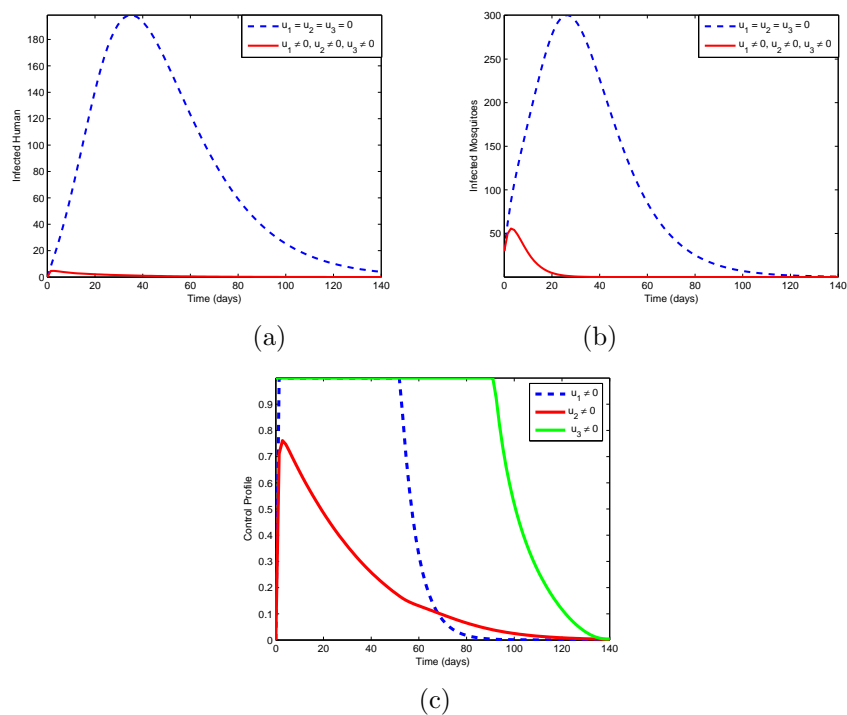 u₁ = u₂ = u₃ = 0
u₁ ≠ 0, u₂ ≠ 0, u₃ ≠ 0
Infected Human
180
160
140
120
100
80
60
40
20
0
0 20 40 60 80 100 120 140
Time (days)
(a)
u₁ = u₂ = u₃ = 0
u₁ ≠ 0, u₂ ≠ 0, u₃ ≠ 0
Infected Mosquitoes
300
250
200
150
100
50
0 20 40 60 80 100 120 140
Time (days)
(b)
u₁ ≠ 0
u₂ ≠ 0
u₃ ≠ 0
Control Profile
0.9
0.8
0.7
0.6
0.5
0.4
0.3
0.2
0.1
0
0 20 40 60 80 100 120 140
Time (days)
(c)